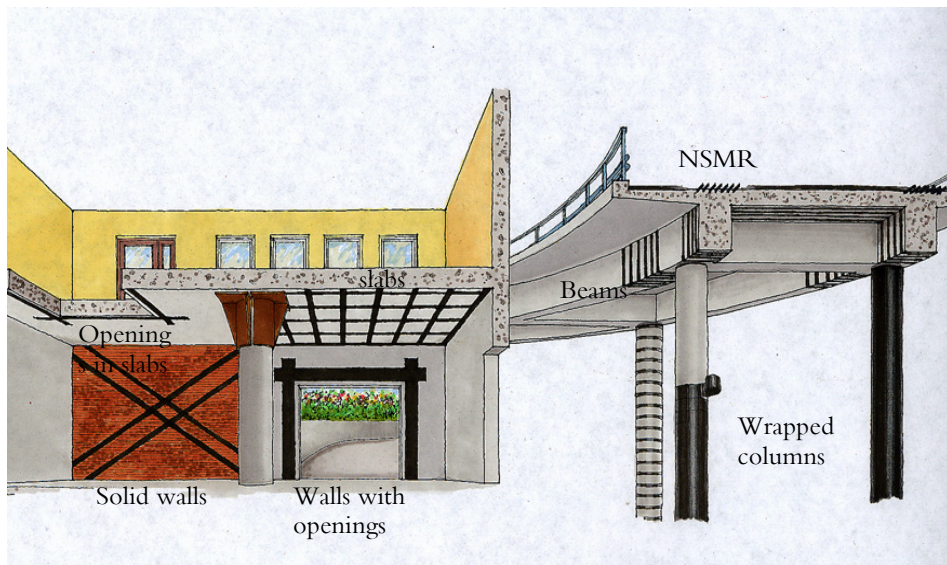 NSMR
slabs
Beams
Opening
s in slabs
Wrapped
columns
Solid walls
Walls with
openings